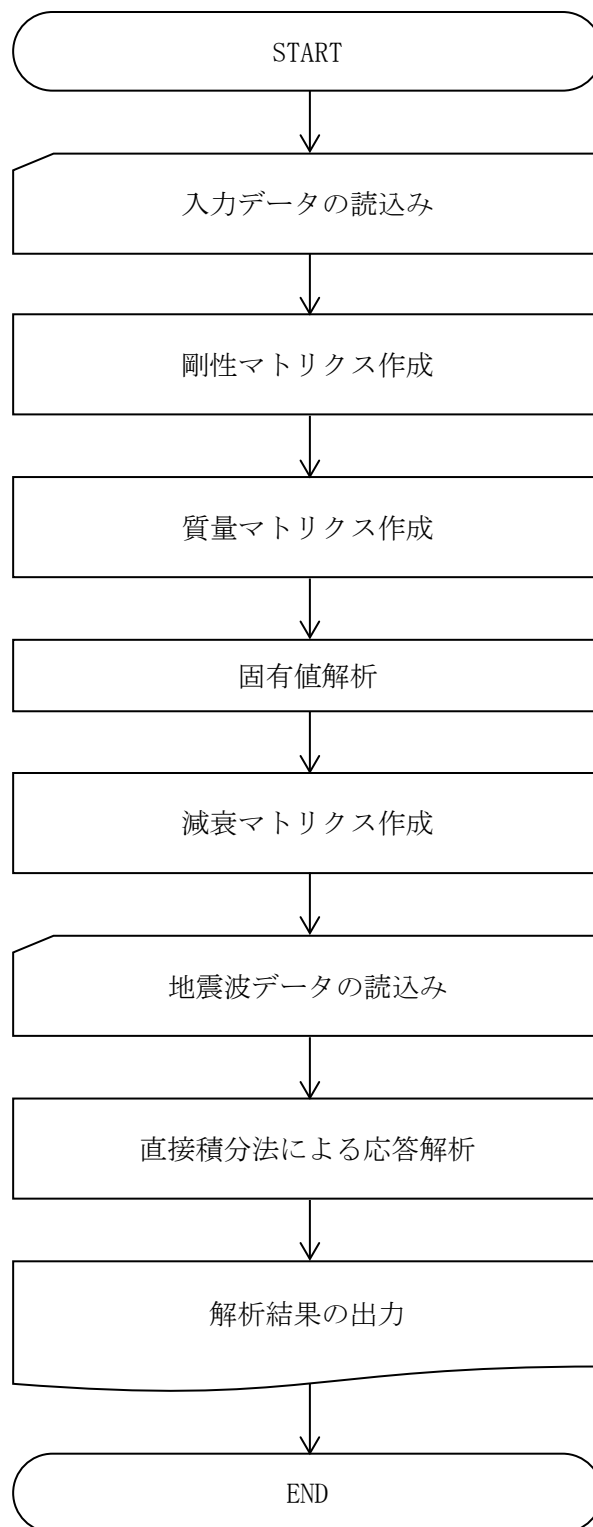 START
入力データの読込み
剛性マトリクス作成
質量マトリクス作成
固有値解析
減衰マトリクス作成
地震波データの読込み
直接積分法による応答解析
解析結果の出力
END